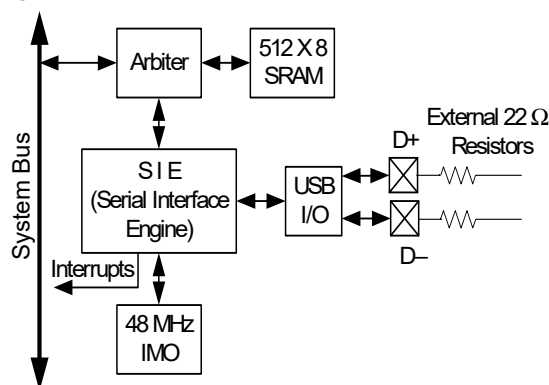 Arbiter
512 X 8
SRAM
System Bus
S I E
(Serial Interface
Engine)
USB
I/O
D+
External 22 Ω
Resistors
D–
Interrupts
48 MHz
IMO